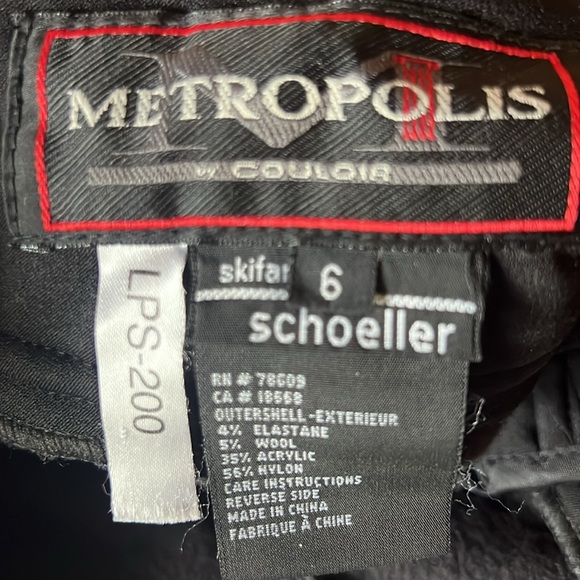 METROPOLIS
BY COULOIR
LPS-200
6
schoeller
RN # 78609
CA # 18568
OUTERSHELL-EXTERIEUR
4% ELASTANE
5% WOOL
35% ACRYLIC
56% NYLON
CARE INSTRUCTIONS
REVERSE SIDE
MADE IN CHINA
FABRIQUÉ A CHINE